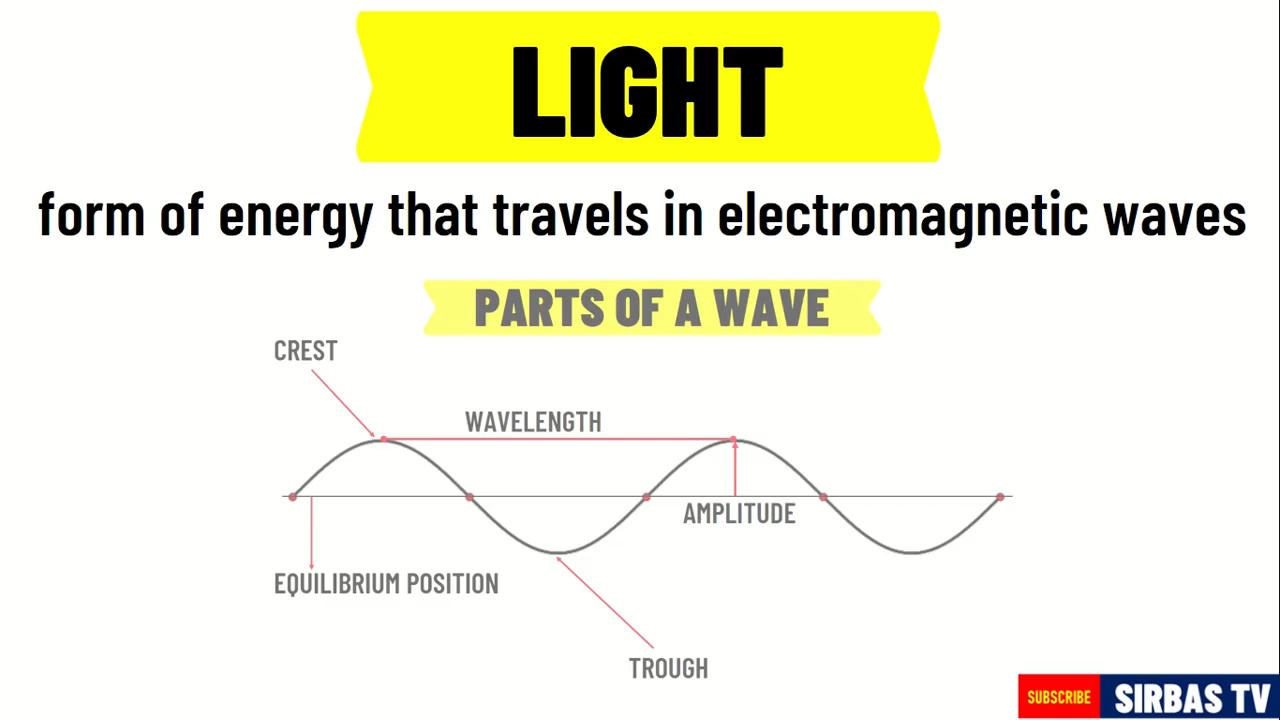 LIGHT
form of energy that travels in electromagnetic waves
PARTS OF A WAVE
CREST
WAVELENGTH
AMPLITUDE
EQUILIBRIUM POSITION
TROUGH
SUBSCRIBE SIRBAS TV